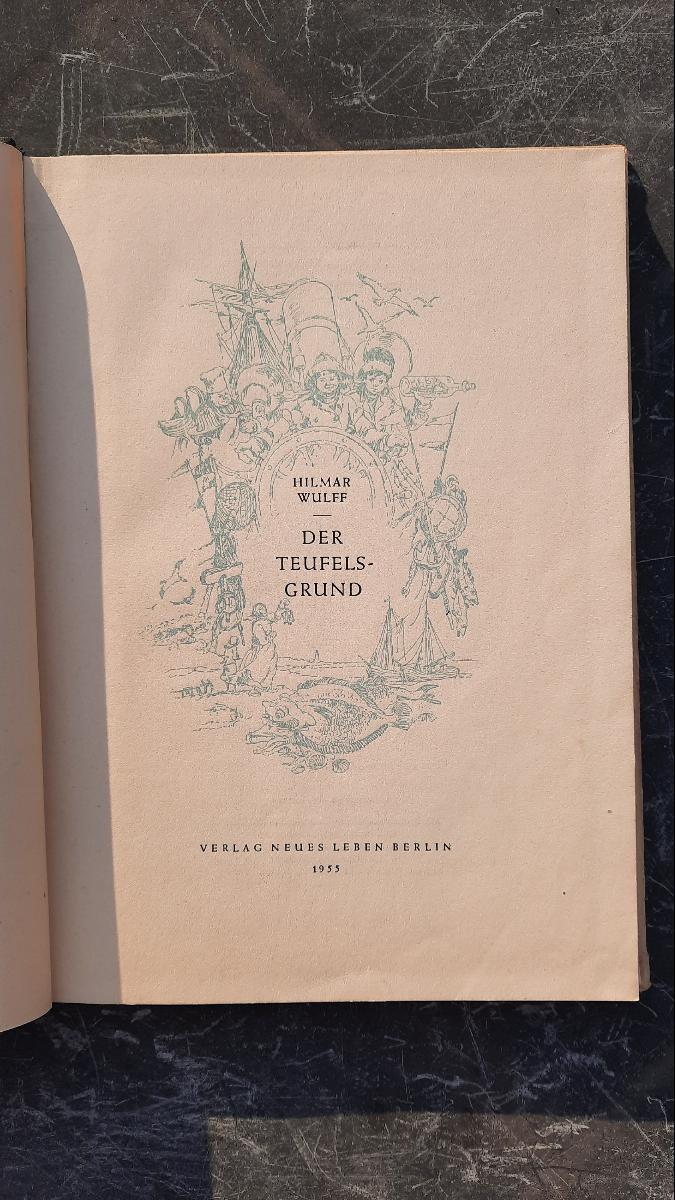 HILMAR
WULFF
DER
TEUFELS-
GRUND
VERLAG NEUES LEBEN BERLIN
1955